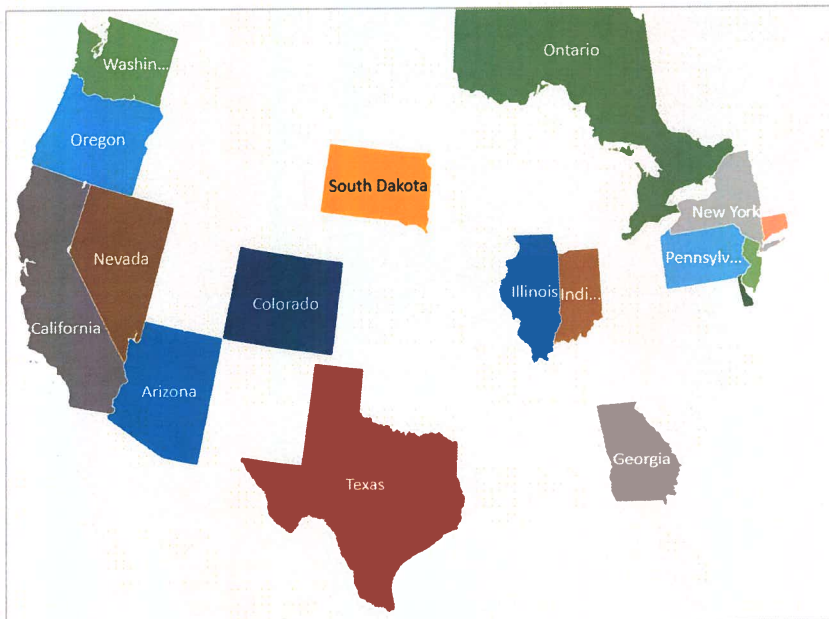 Washin ...
Ontario
Oregon
South Dakota
New York
Nevada
Pennsylv ...
Colorado
Illinois
Indi ...
California
Arizona
Georgia
Texas